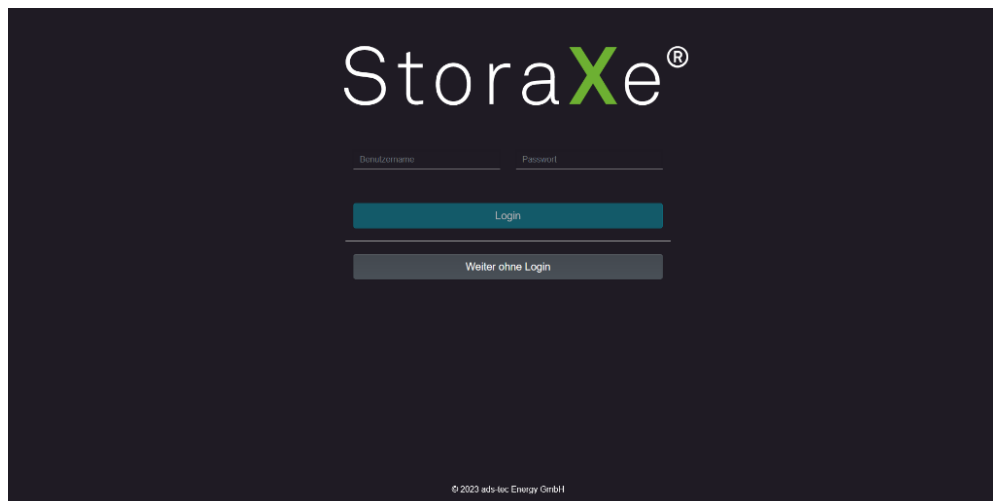 StoraXe®
Benutzername Passwort
Login
Weiter ohne Login
© 2023 ads-tec Energy GmbH